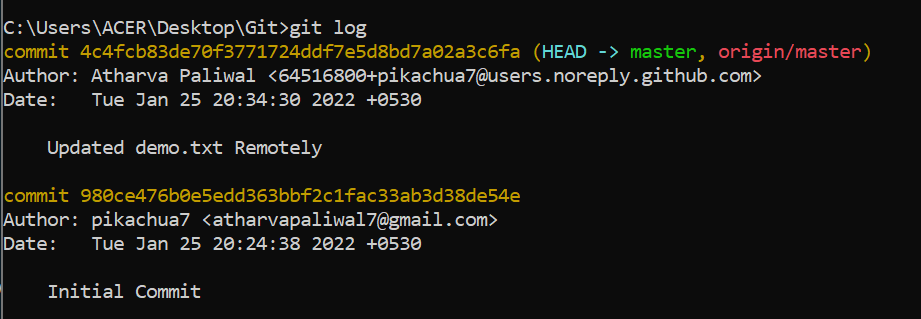 C:\Users\ACER\Desktop\Git>git log
commit 4c4fcb83de70f3771724ddf7e5d8bd7a02a3c6fa (HEAD -> master, origin/master)
Author: Atharva Paliwal <64516800+pikachua7@users.noreply.github.com>
Date:   Tue Jan 25 20:34:30 2022 +0530

    Updated demo.txt Remotely

commit 980ce476b0e5edd363bbf2c1fac33ab3d38de54e
Author: pikachua7 <atharvapaliwal7@gmail.com>
Date:   Tue Jan 25 20:24:38 2022 +0530

    Initial Commit